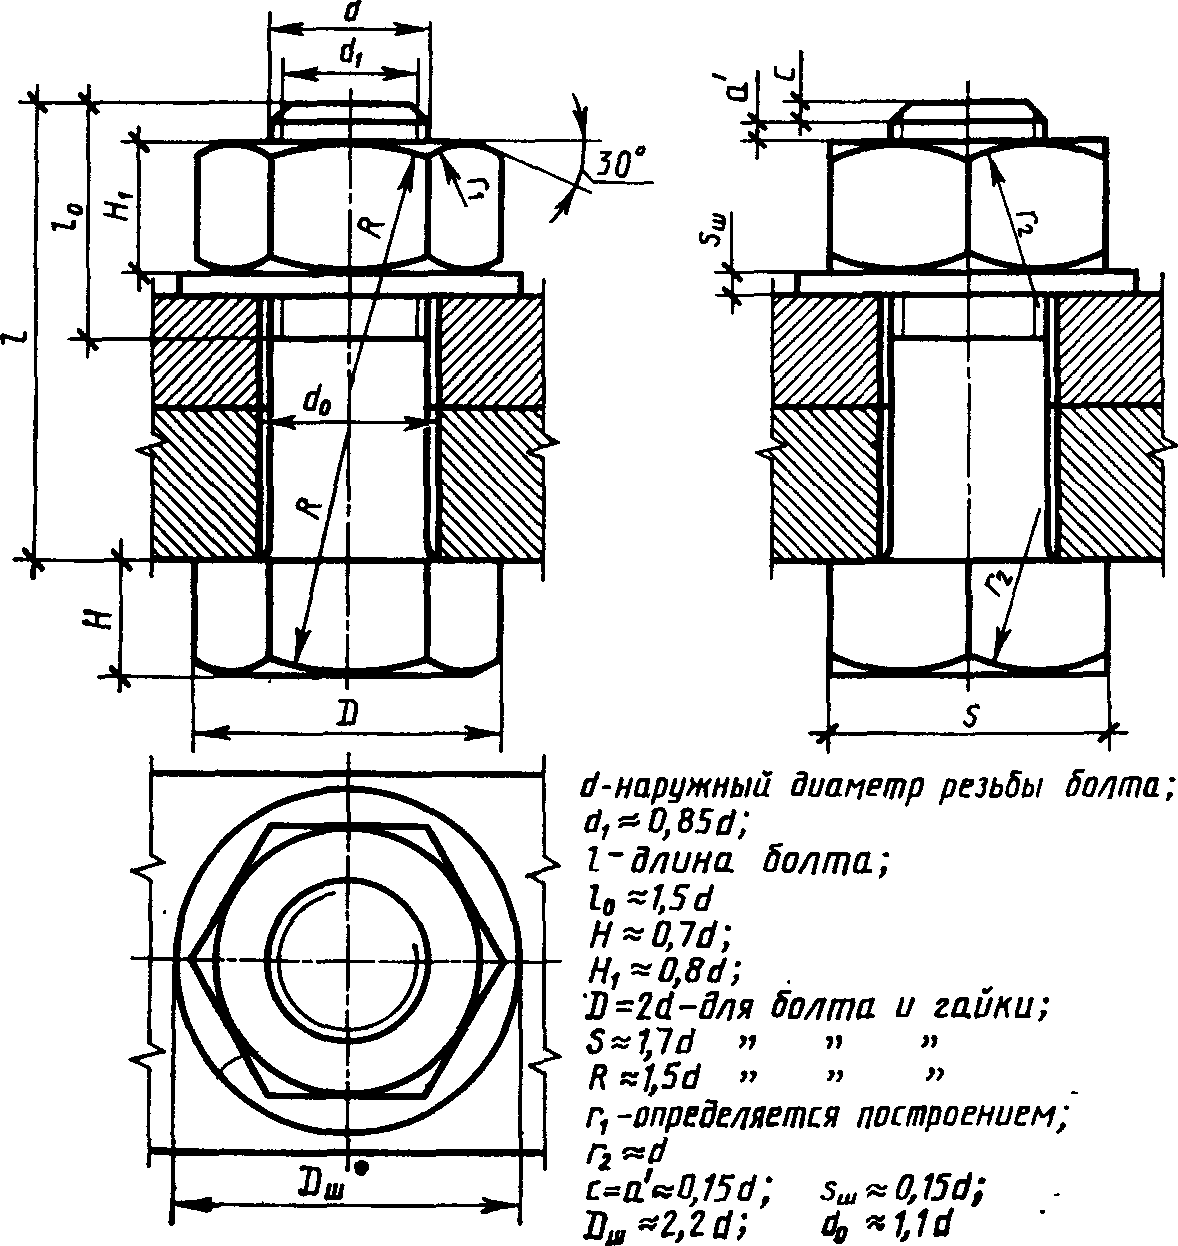 d
d₁
l
l₀
H₁
30°
r₁
R
d₀
R
H
D
a'
c
sш
r₂
r₂
S
Dш
d-наружный диаметр резьбы болта;
d₁≈0,85d;
l-длина болта;
l₀≈1,5d
H≈0,7d;
H₁≈0,8d;
D=2d-для болта и гайки;
S≈1,7d " " "
R≈1,5d " " "
r₁-определяется построением;
r₂≈d
c=a'≈0,15d; sш≈0,15d;
Dш≈2,2d; d₀≈1,1d